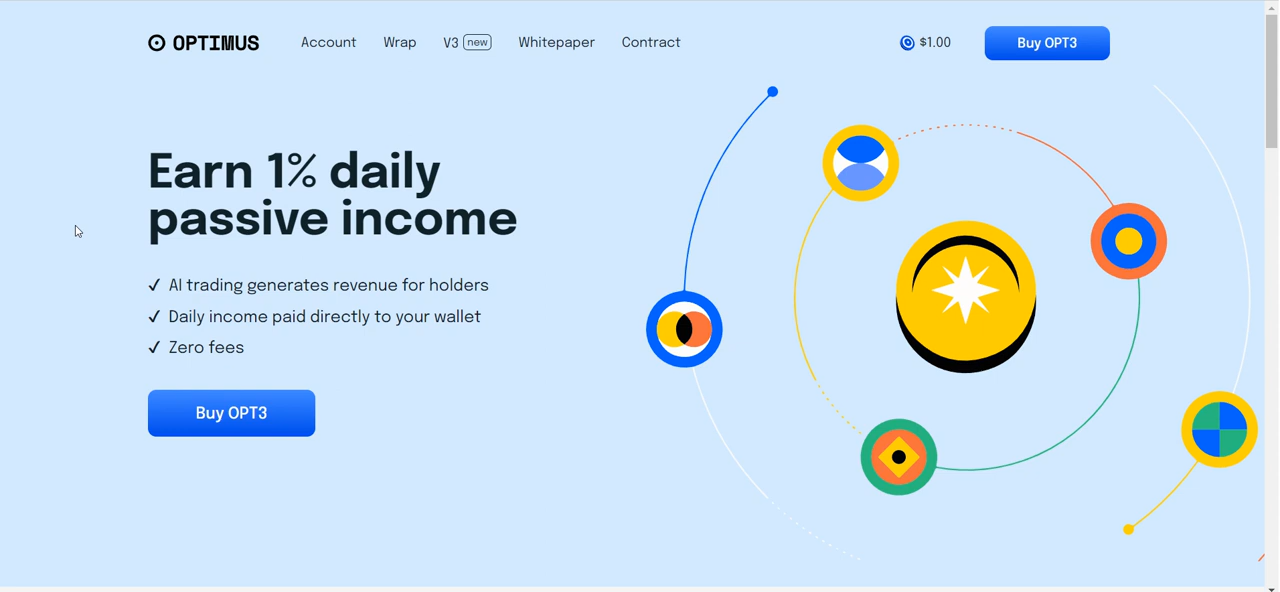 OPTIMUS Account Wrap V3 new Whitepaper Contract $1.00 Buy OPT3
Earn 1% daily
passive income
✓ AI trading generates revenue for holders
✓ Daily income paid directly to your wallet
✓ Zero fees
Buy OPT3